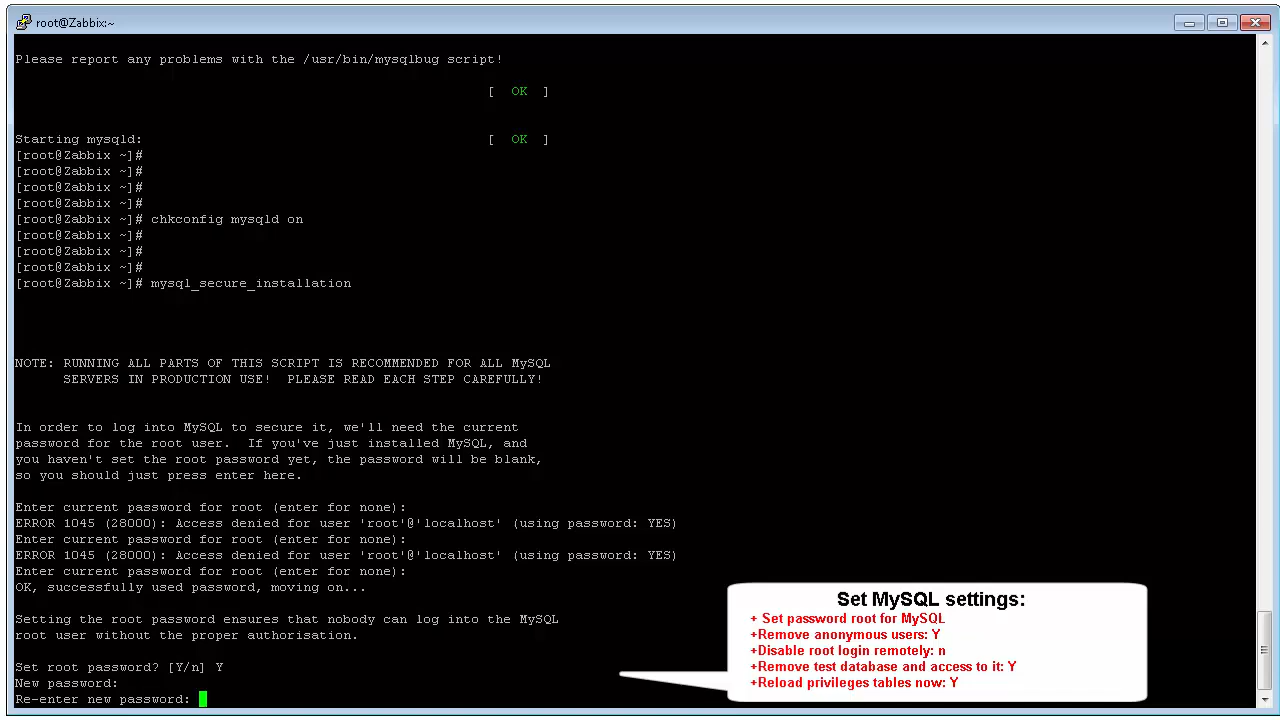 root@Zabbix:~
Please report any problems with the /usr/bin/mysqlbug script!
[ OK ]
Starting mysqld: [ OK ]
[root@Zabbix ~]#
[root@Zabbix ~]#
[root@Zabbix ~]#
[root@Zabbix ~]#
[root@Zabbix ~]# chkconfig mysqld on
[root@Zabbix ~]#
[root@Zabbix ~]#
[root@Zabbix ~]#
[root@Zabbix ~]# mysql_secure_installation
NOTE: RUNNING ALL PARTS OF THIS SCRIPT IS RECOMMENDED FOR ALL MySQL
SERVERS IN PRODUCTION USE! PLEASE READ EACH STEP CAREFULLY!
In order to log into MySQL to secure it, we'll need the current
password for the root user. If you've just installed MySQL, and
you haven't set the root password yet, the password will be blank,
so you should just press enter here.
Enter current password for root (enter for none):
ERROR 1045 (28000): Access denied for user 'root'@'localhost' (using password: YES)
Enter current password for root (enter for none):
ERROR 1045 (28000): Access denied for user 'root'@'localhost' (using password: YES)
Enter current password for root (enter for none):
OK, successfully used password, moving on...
Setting the root password ensures that nobody can log into the MySQL
root user without the proper authorisation.
Set root password? [Y/n] Y
New password:
Re-enter new password:
Set MySQL settings:
+ Set password root for MySQL
+Remove anonymous users: Y
+Disable root login remotely: n
+Remove test database and access to it: Y
+Reload privileges tables now: Y